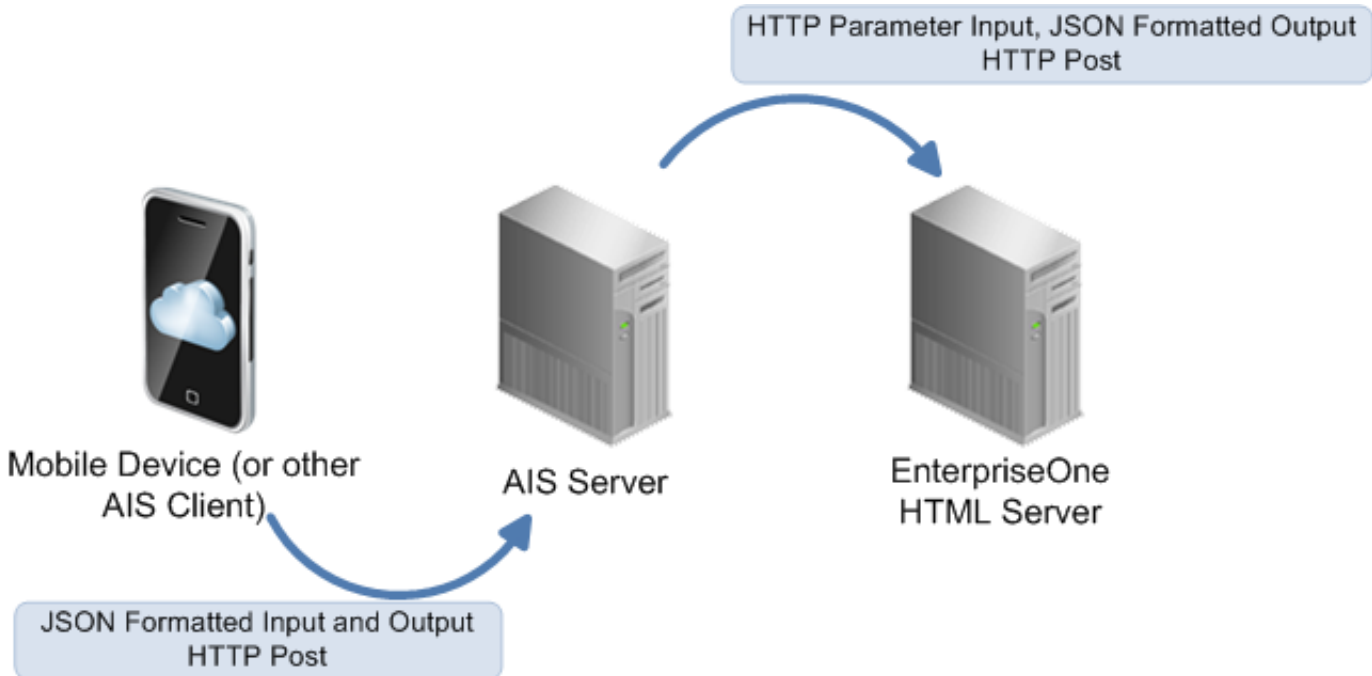 HTTP Parameter Input, JSON Formatted Output
HTTP Post
Mobile Device (or other
AIS Client)
AIS Server
EnterpriseOne
HTML Server
JSON Formatted Input and Output
HTTP Post